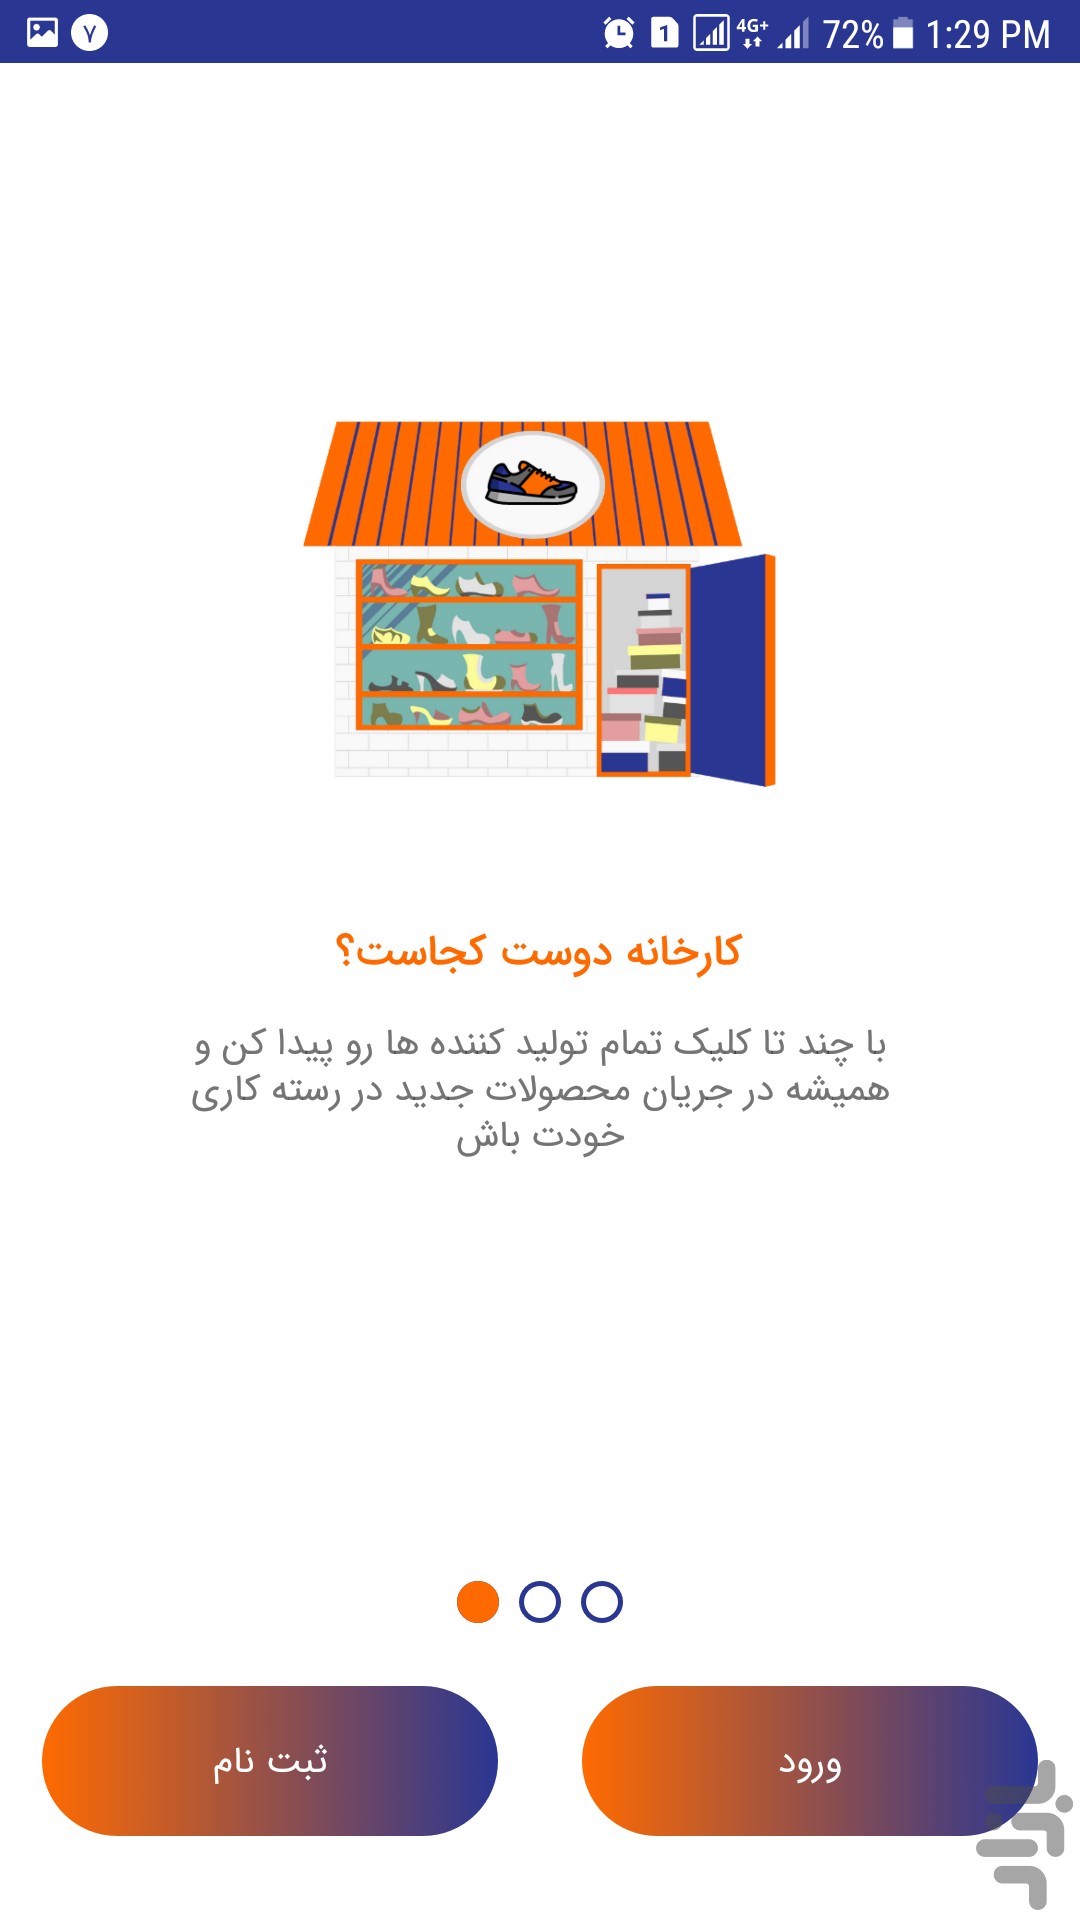 ۷ 1 4G+ 72% 1:29 PM
کارخانه دوست کجاست؟
با چند تا کلیک تمام تولید کننده ها رو پیدا کن و
همیشه در جریان محصولات جدید در رسته کاری
خودت باش
ورود
ثبت نام